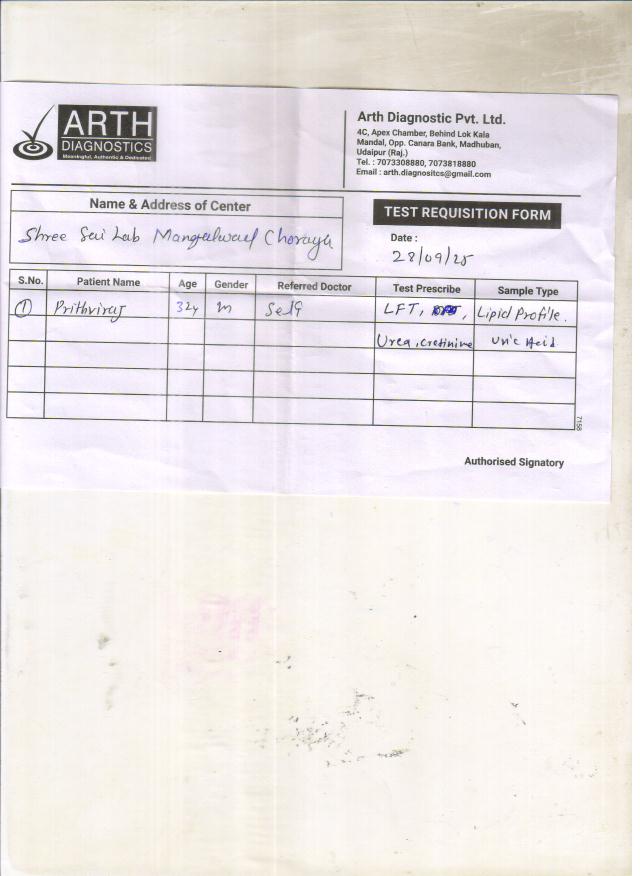 ARTH
DIAGNOSTICS
Meaningful, Authentic & Dedicated
Arth Diagnostic Pvt. Ltd.
4C, Apex Chamber, Behind Lok Kala
Mandal, Opp. Canara Bank, Madhuban,
Udaipur (Raj.)
Tel. : 7073308880, 7073818880
Email : arth.diagnositcs@gmail.com
Name & Address of Center
TEST REQUISITION FORM
Shree Sai Lab Mangalwad Choraya
Date :
28/09/25
S.No. Patient Name Age Gender Referred Doctor Test Prescribe Sample Type
1 Prithviraj 32y M Self LFT, Lipid Profile.
Urea, Cretinine Uric Acid
7158
Authorised Signatory